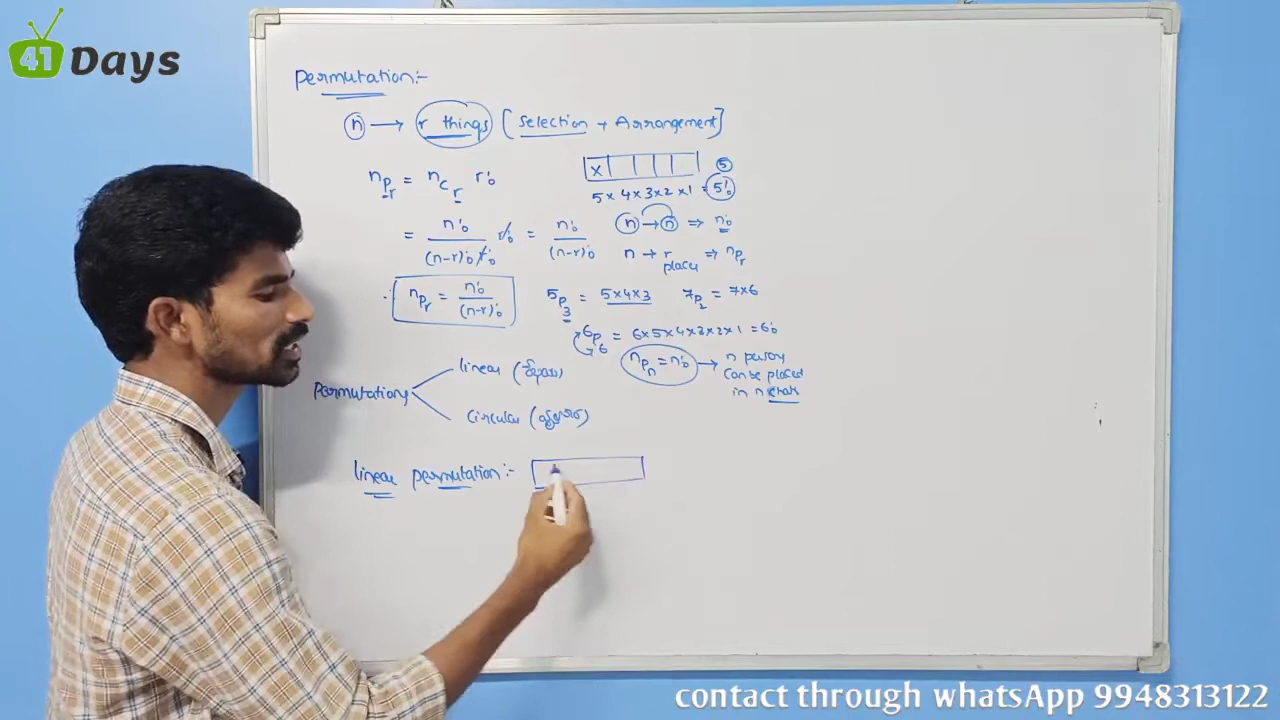 41 Days
Permutation:-
n → r things [selection + Arrangement]
nPr = nCr r!
x
5
5×4×3×2×1 = 5!
= n!/(n-r)! r! r! = n!/(n-r)!
n → n ⇒ n!
n → r places ⇒ nPr
∴ nPr = n!/(n-r)!
5P3 = 5×4×3 7P2 = 7×6
6P6 = 6×5×4×3×2×1 = 6!
nPn = n! → n persons
can be placed
in n
Permutations
linear
circular
linear permutation:-
contact through whatsApp 9948313122